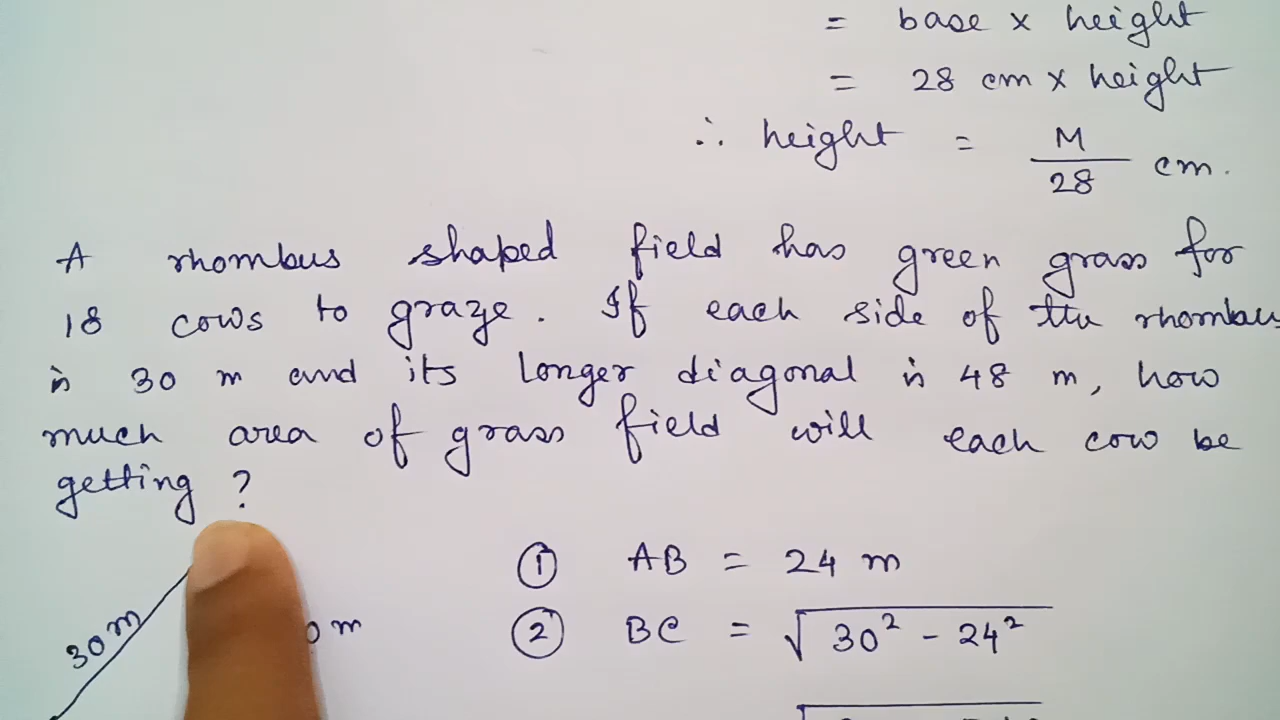 = base × height
= 28 cm × height
∴ height = M/28 cm.
A rhombus shaped field has green grass for
18 cows to graze. If each side of the rhombus
is 30 m and its longer diagonal is 48 m, how
much area of grass field will each cow be
getting ?
① AB = 24 m
30 m
② BC = √30² - 24²